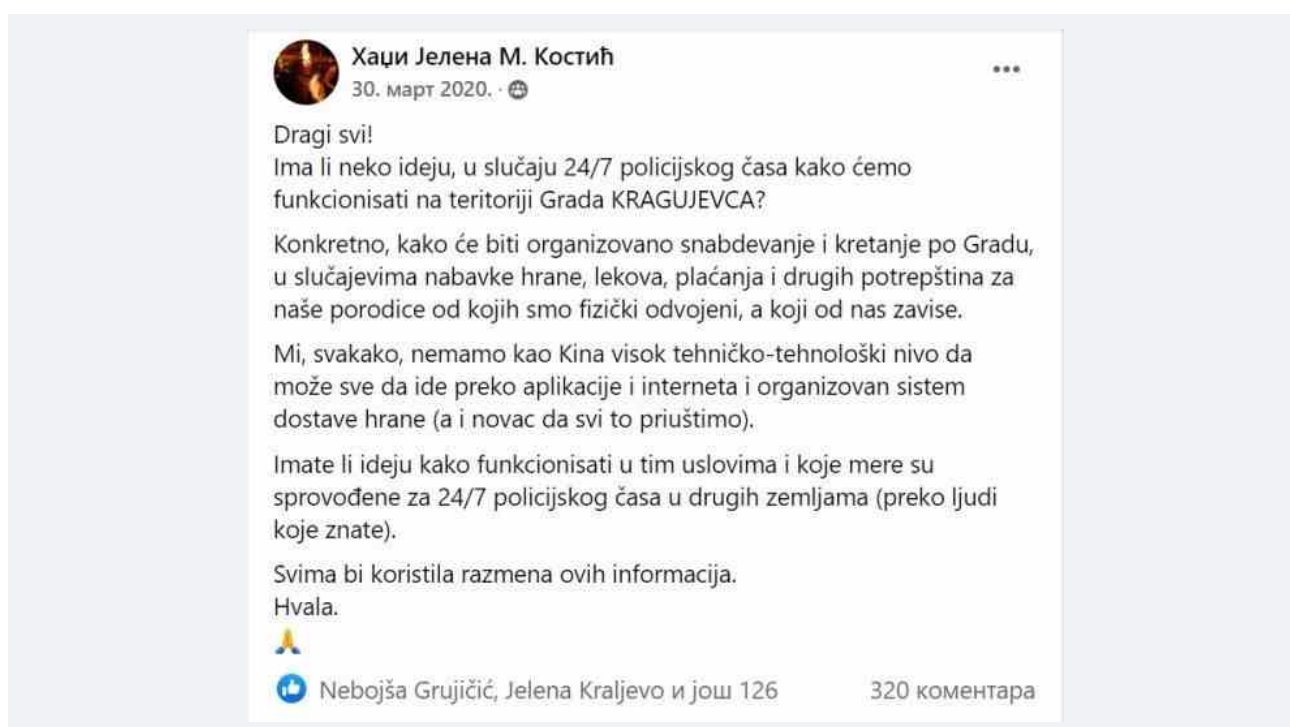 Хаџи Јелена М. Костић
30. март 2020. ·
Dragi svi!
Ima li neko ideju, u slučaju 24/7 policijskog časa kako ćemo
funkcionisati na teritoriji Grada KRAGUJEVCA?
Konkretno, kako će biti organizovano snabdevanje i kretanje po Gradu,
u slučajevima nabavke hrane, lekova, plaćanja i drugih potrepština za
naše porodice od kojih smo fizički odvojeni, a koji od nas zavise.
Mi, svakako, nemamo kao Kina visok tehničko-tehnološki nivo da
može sve da ide preko aplikacije i interneta i organizovan sistem
dostave hrane (a i novac da svi to priuštimo).
Imate li ideju kako funkcionisati u tim uslovima i koje mere su
sprovođene za 24/7 policijskog časa u drugih zemljama (preko ljudi
koje znate).
Svima bi koristila razmena ovih informacija.
Hvala.
🙏
Nebojša Grujičić, Jelena Kraljevo и још 126 320 коментара